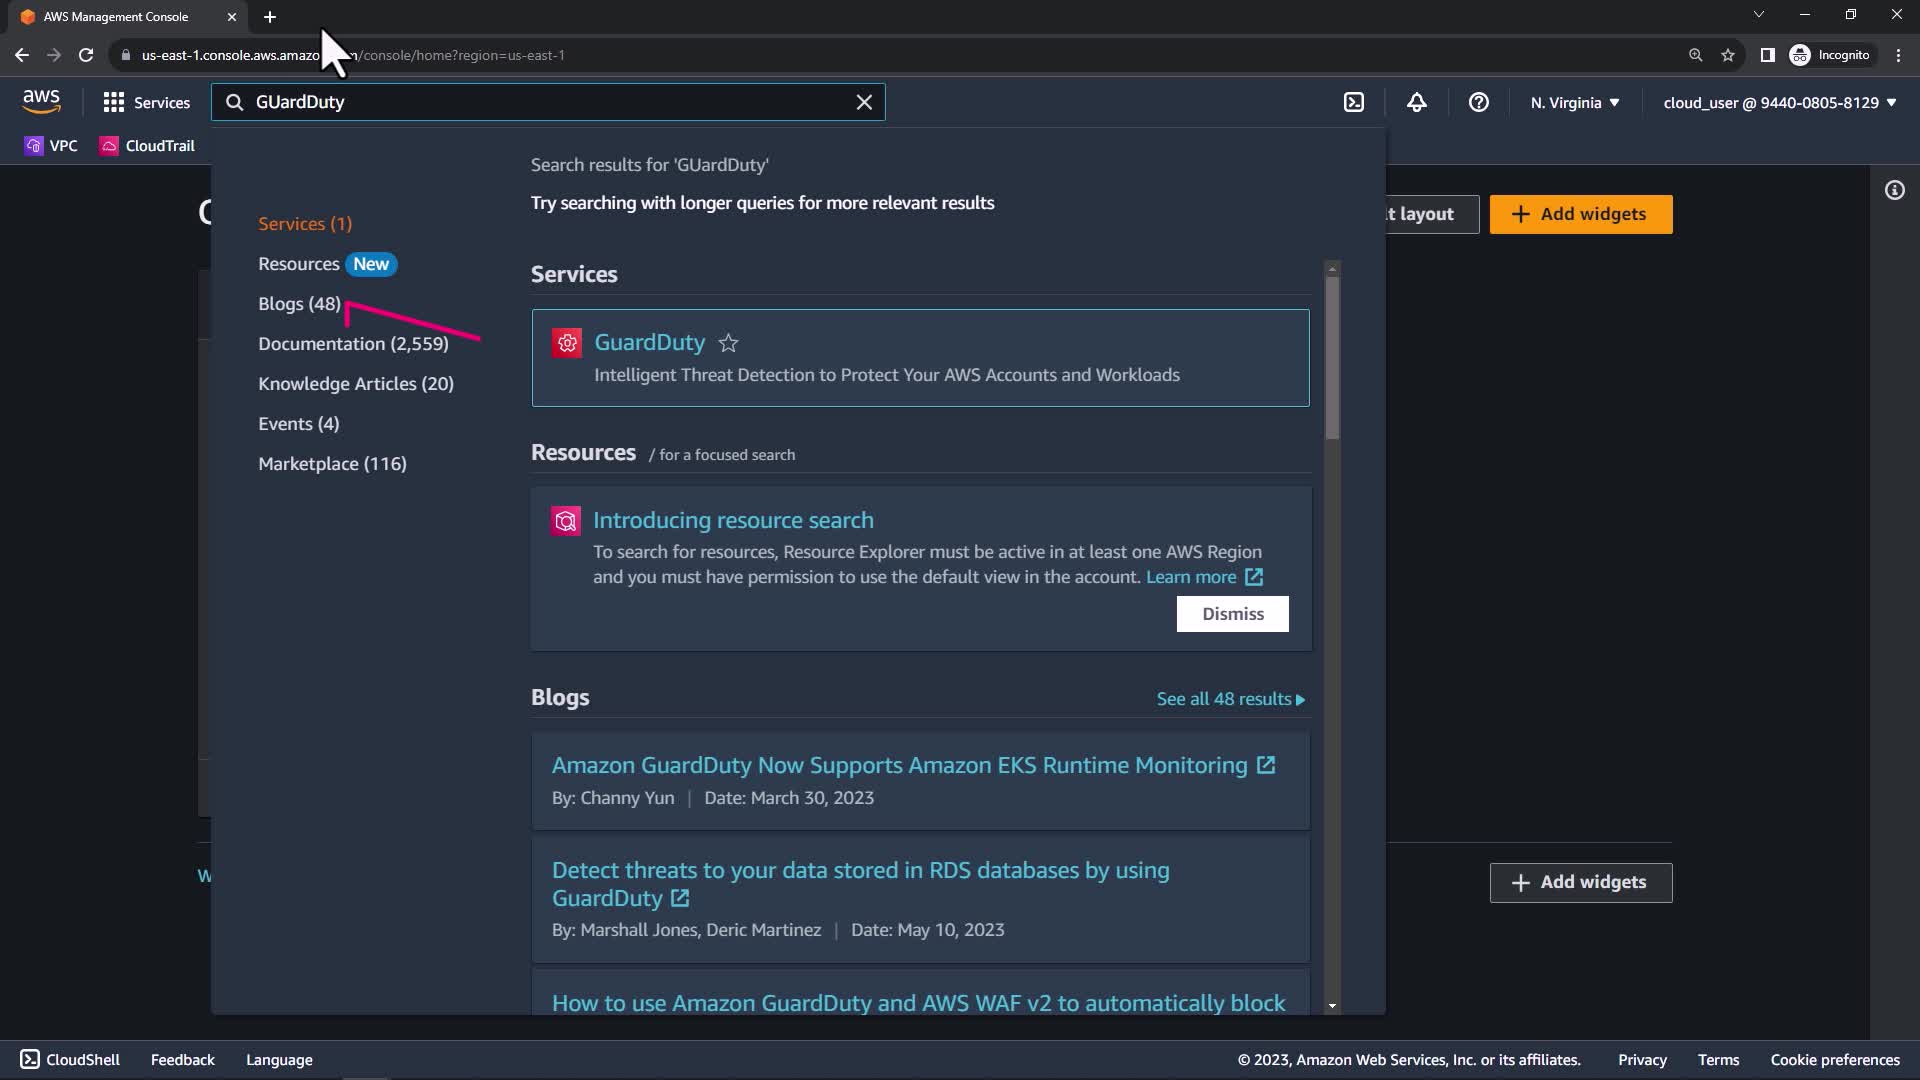 AWS Management Console
us-east-1.console.aws.amazo
m/console/home?region=us-east-1
Incognito
aws
Services
GUardDuty
N. Virginia
cloud_user @ 9440-0805-8129
VPC
CloudTrail
Search results for 'GUardDuty'
Try searching with longer queries for more relevant results
Services (1)
Resources New
Blogs (48)
Documentation (2,559)
Knowledge Articles (20)
Events (4)
Marketplace (116)
t layout
+ Add widgets
Services
GuardDuty
Intelligent Threat Detection to Protect Your AWS Accounts and Workloads
Resources / for a focused search
Introducing resource search
To search for resources, Resource Explorer must be active in at least one AWS Region
and you must have permission to use the default view in the account. Learn more
Dismiss
Blogs
See all 48 results
Amazon GuardDuty Now Supports Amazon EKS Runtime Monitoring
By: Channy Yun | Date: March 30, 2023
Detect threats to your data stored in RDS databases by using
GuardDuty
By: Marshall Jones, Deric Martinez | Date: May 10, 2023
How to use Amazon GuardDuty and AWS WAF v2 to automatically block
+ Add widgets
CloudShell
Feedback
Language
© 2023, Amazon Web Services, Inc. or its affiliates.
Privacy
Terms
Cookie preferences